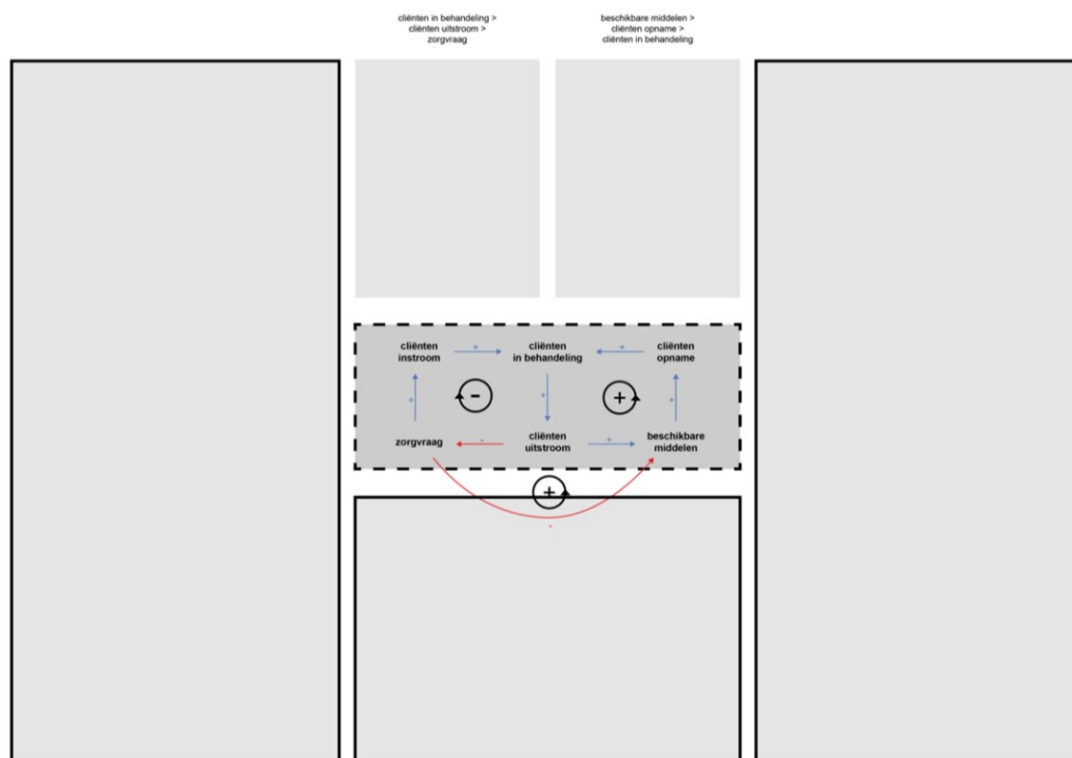 cliënten in behandeling >
cliënten uitstroom >
zorgvraag
beschikbare middelen >
cliënten opname >
cliënten in behandeling
cliënten
instroom
+
cliënten
in behandeling
+
cliënten
opname
+
-
+
+
+
zorgvraag
-
cliënten
uitstroom
+
beschikbare
middelen
+
-